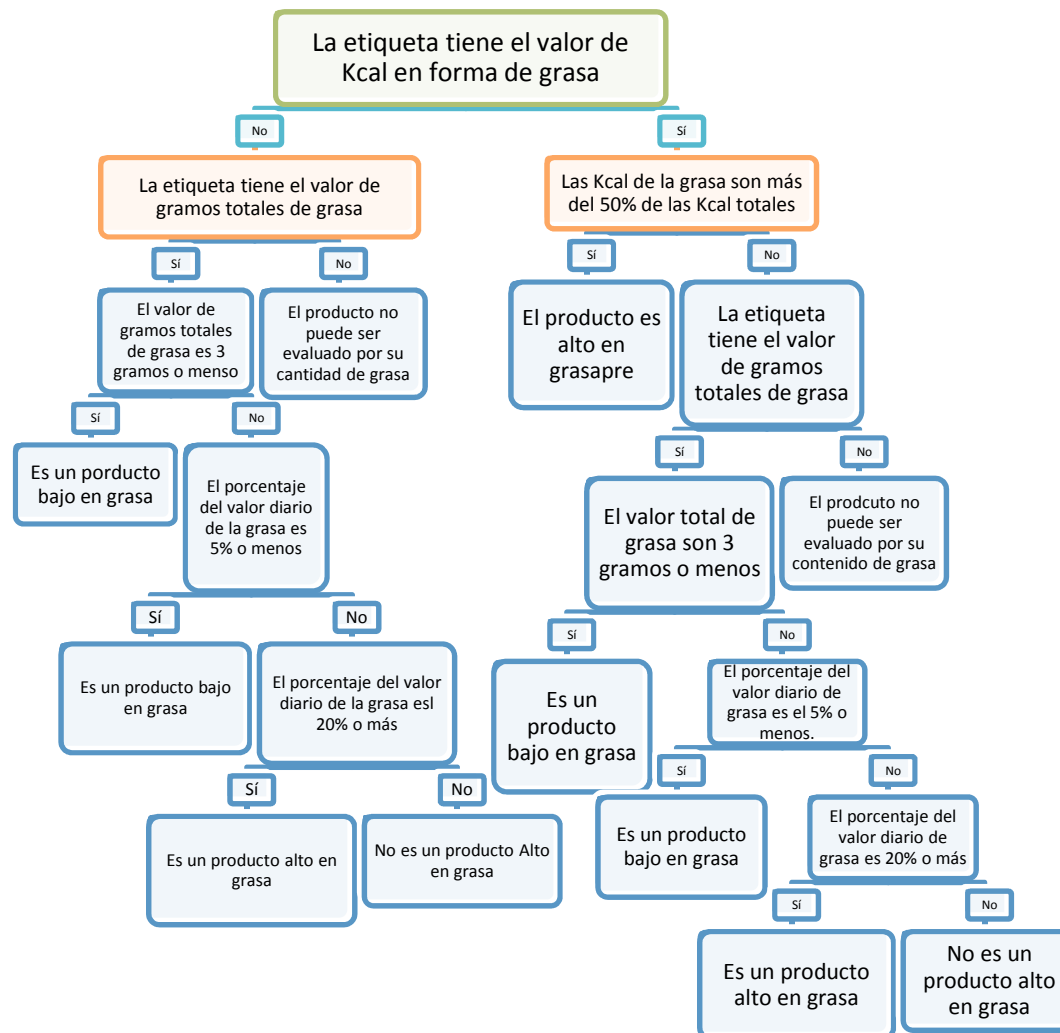 La etiqueta tiene el valor de
Kcal en forma de grasa
No
Sí
La etiqueta tiene el valor de
gramos totales de grasa
Las Kcal de la grasa son más
del 50% de las Kcal totales
Sí
No
Sí
No
El valor de
gramos totales
de grasa es 3
gramos o menso
El producto no
puede ser
evaluado por su
cantidad de grasa
El producto es
alto en
grasapre
La etiqueta
tiene el valor
de gramos
totales de grasa
Sí
No
Sí
No
Es un porducto
bajo en grasa
El porcentaje
del valor diario
de la grasa es
5% o menos
El valor total de
grasa son 3
gramos o menos
El prodcuto no
puede ser
evaluado por su
contenido de grasa
Sí
No
Sí
No
Es un producto bajo
en grasa
El porcentaje del valor
diario de la grasa esl
20% o más
Es un
producto
bajo en grasa
El porcentaje del
valor diario de
grasa es el 5% o
menos.
Sí
No
Sí
No
Es un producto alto en
grasa
No es un producto Alto
en grasa
Es un producto
bajo en grasa
El porcentaje del
valor diario de
grasa es 20% o más
Sí
No
Es un producto
alto en grasa
No es un
producto alto
en grasa